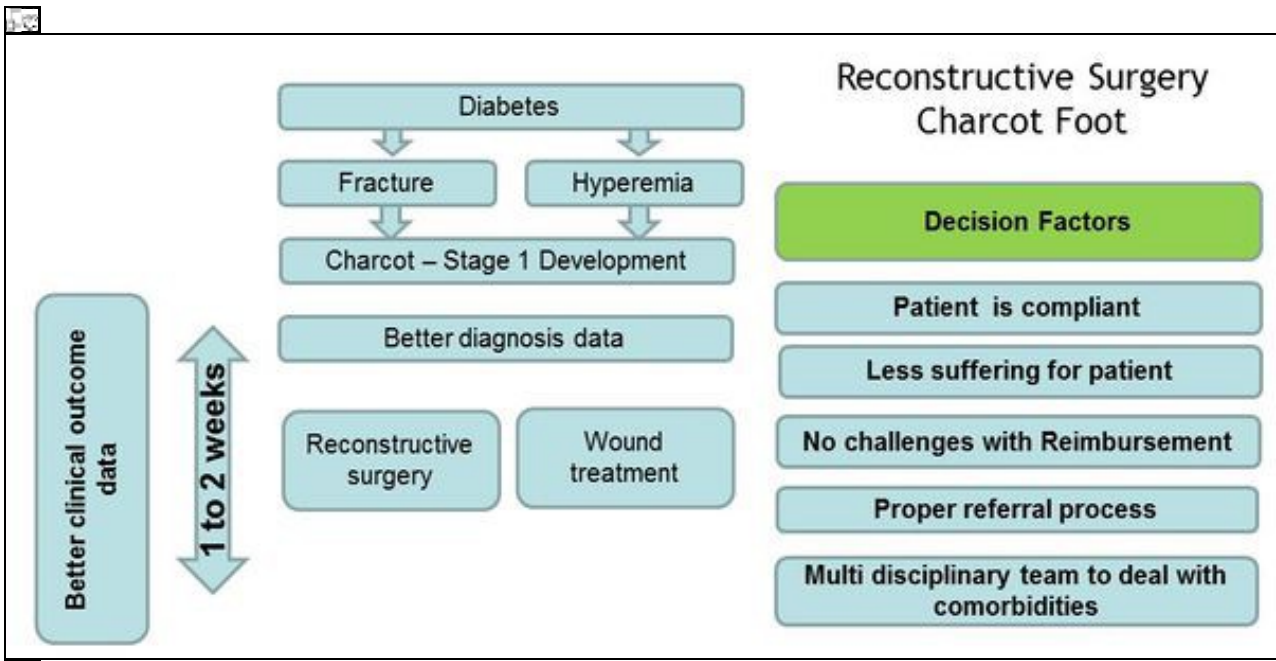 Reconstructive Surgery
Charcot Foot
Diabetes
Fracture
Hyperemia
Charcot – Stage 1 Development
Better diagnosis data
Reconstructive
surgery
Wound
treatment
Better clinical outcome
data
1 to 2 weeks
Decision Factors
Patient is compliant
Less suffering for patient
No challenges with Reimbursement
Proper referral process
Multi disciplinary team to deal with
comorbidities